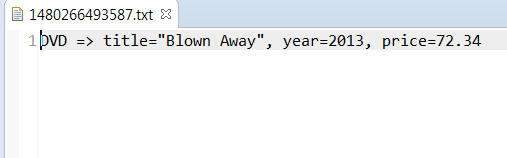 1480266493587.txt
1 DVD => title="Blown Away", year=2013, price=72.34